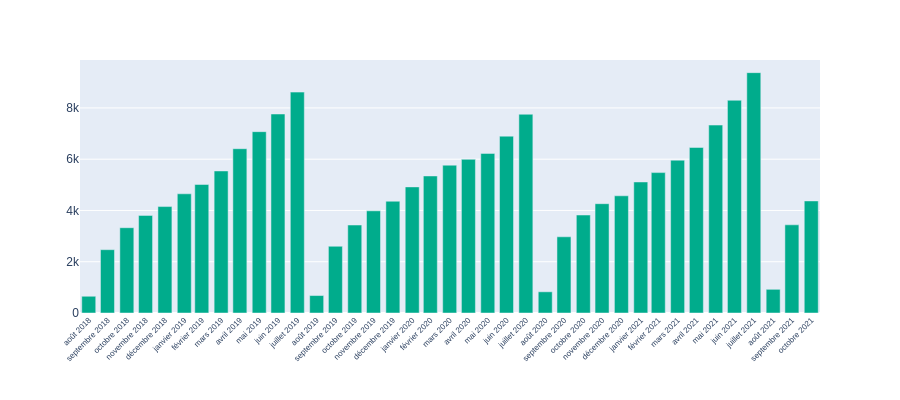 8k
6k
4k
2k
0
août 2018
septembre 2018
octobre 2018
novembre 2018
décembre 2018
janvier 2019
février 2019
mars 2019
avril 2019
mai 2019
juin 2019
juillet 2019
août 2019
septembre 2019
octobre 2019
novembre 2019
décembre 2019
janvier 2020
février 2020
mars 2020
avril 2020
mai 2020
juin 2020
juillet 2020
août 2020
septembre 2020
octobre 2020
novembre 2020
décembre 2020
janvier 2021
février 2021
mars 2021
avril 2021
mai 2021
juin 2021
juillet 2021
août 2021
septembre 2021
octobre 2021